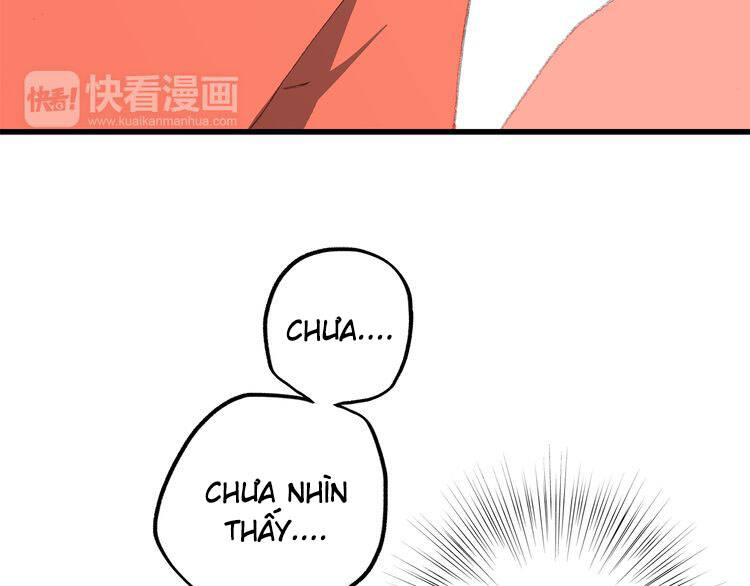 快看!
快看漫画
www.kuaikanmanhua.com
CHƯA....
CHƯA NHÌN
THẤY....